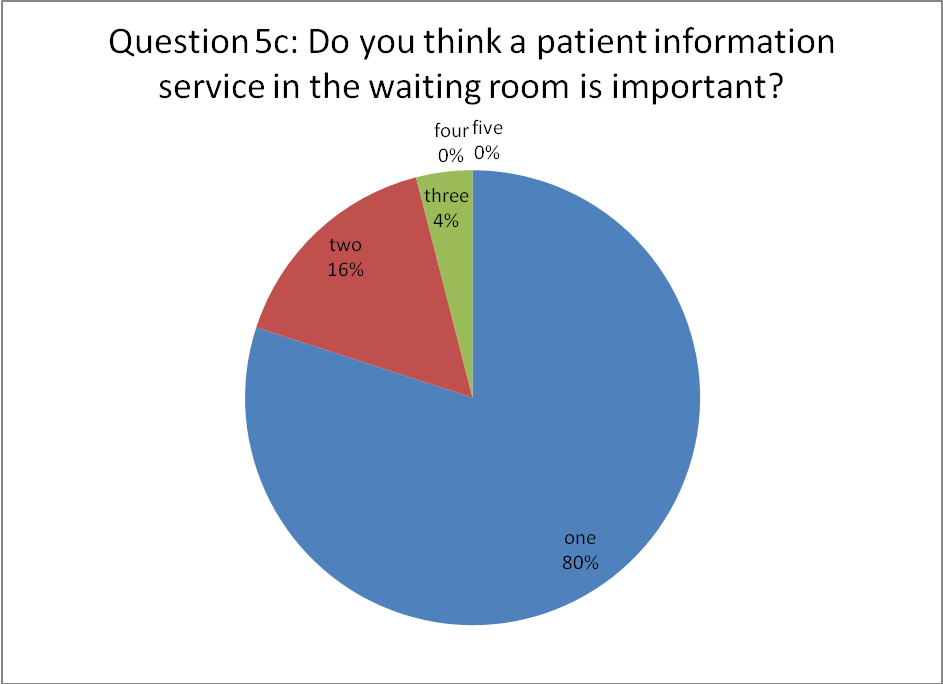 Question 5c: Do you think a patient information
service in the waiting room is important?
four five
0% 0%
three
4%
two
16%
one
80%